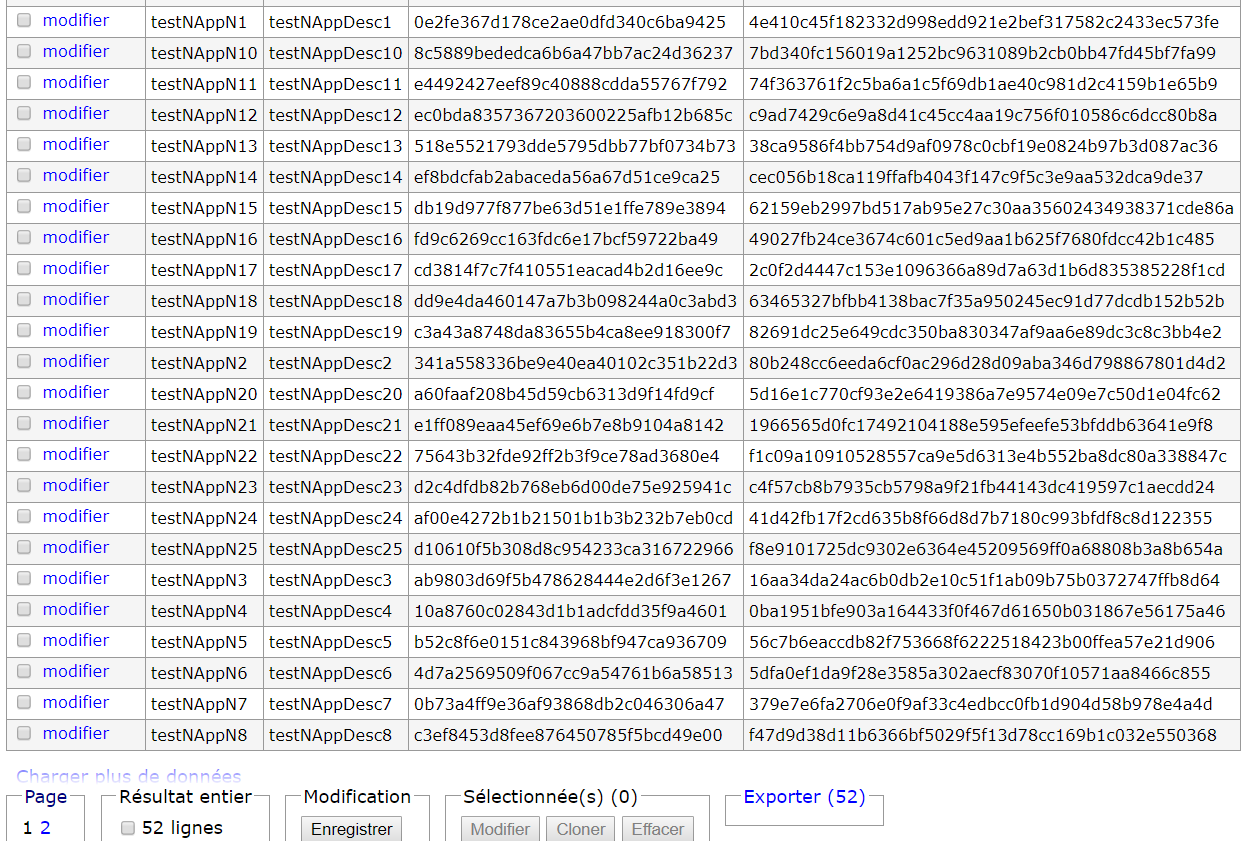 modifier testNAppN1 testNAppDesc1 0e2fe367d178ce2ae0dfd340c6ba9425 4e410c45f182332d998edd921e2bef317582c2433ec573fe
modifier testNAppN10 testNAppDesc10 8c5889bededca6b6a47bb7ac24d36237 7bd340fc156019a1252bc9631089b2cb0bb47fd45bf7fa99
modifier testNAppN11 testNAppDesc11 e4492427eef89c40888cdda55767f792 74f363761f2c5ba6a1c5f69db1ae40c981d2c4159b1e65b9
modifier testNAppN12 testNAppDesc12 ec0bda8357367203600225afb12b685c c9ad7429c6e9a8d41c45cc4aa19c756f010586c6dcc80b8a
modifier testNAppN13 testNAppDesc13 518e5521793dde5795dbb77bf0734b73 38ca9586f4bb754d9af0978c0cbf19e0824b97b3d087ac36
modifier testNAppN14 testNAppDesc14 ef8bdcfab2abaceda56a67d51ce9ca25 cec056b18ca119ffafb4043f147c9f5c3e9aa532dca9de37
modifier testNAppN15 testNAppDesc15 db19d977f877be63d51e1ffe789e3894 62159eb2997bd517ab95e27c30aa35602434938371cde86a
modifier testNAppN16 testNAppDesc16 fd9c6269cc163fdc6e17bcf59722ba49 49027fb24ce3674c601c5ed9aa1b625f7680fdcc42b1c485
modifier testNAppN17 testNAppDesc17 cd3814f7c7f410551eacad4b2d16ee9c 2c0f2d4447c153e1096366a89d7a63d1b6d835385228f1cd
modifier testNAppN18 testNAppDesc18 dd9e4da460147a7b3b098244a0c3abd3 63465327bfbb4138bac7f35a950245ec91d77dcdb152b52b
modifier testNAppN19 testNAppDesc19 c3a43a8748da83655b4ca8ee918300f7 82691dc25e649cdc350ba830347af9aa6e89dc3c8c3bb4e2
modifier testNAppN2 testNAppDesc2 341a558336be9e40ea40102c351b22d3 80b248cc6eeda6cf0ac296d28d09aba346d798867801d4d2
modifier testNAppN20 testNAppDesc20 a60faaf208b45d59cb6313d9f14fd9cf 5d16e1c770cf93e2e6419386a7e9574e09e7c50d1e04fc62
modifier testNAppN21 testNAppDesc21 e1ff089eaa45ef69e6b7e8b9104a8142 1966565d0fc17492104188e595efeefe53bfddb63641e9f8
modifier testNAppN22 testNAppDesc22 75643b32fde92ff2b3f9ce78ad3680e4 f1c09a10910528557ca9e5d6313e4b552ba8dc80a338847c
modifier testNAppN23 testNAppDesc23 d2c4dfdb82b768eb6d00de75e925941c c4f57cb8b7935cb5798a9f21fb44143dc419597c1aecdd24
modifier testNAppN24 testNAppDesc24 af00e4272b1b21501b1b3b232b7eb0cd 41d42fb17f2cd635b8f66d8d7b7180c993bfdf8c8d122355
modifier testNAppN25 testNAppDesc25 d10610f5b308d8c954233ca316722966 f8e9101725dc9302e6364e45209569ff0a68808b3a8b654a
modifier testNAppN3 testNAppDesc3 ab9803d69f5b478628444e2d6f3e1267 16aa34da24ac6b0db2e10c51f1ab09b75b0372747ffb8d64
modifier testNAppN4 testNAppDesc4 10a8760c02843d1b1adcfdd35f9a4601 0ba1951bfe903a164433f0f467d61650b031867e56175a46
modifier testNAppN5 testNAppDesc5 b52c8f6e0151c843968bf947ca936709 56c7b6eaccdb82f753668f6222518423b00ffea57e21d906
modifier testNAppN6 testNAppDesc6 4d7a2569509f067cc9a54761b6a58513 5dfa0ef1da9f28e3585a302aecf83070f10571aa8466c855
modifier testNAppN7 testNAppDesc7 0b73a4ff9e36af93868db2c046306a47 379e7e6fa2706e0f9af33c4edbcc0fb1d904d58b978e4a4d
modifier testNAppN8 testNAppDesc8 c3ef8453d8fee876450785f5bcd49e00 f47d9d38d11b6366bf5029f5f13d78cc169b1c032e550368
Charger plus de données
Page Résultat entier Modification Sélectionnée(s) (0) Exporter (52)
1 2 52 lignes Enregistrer Modifier Cloner Effacer